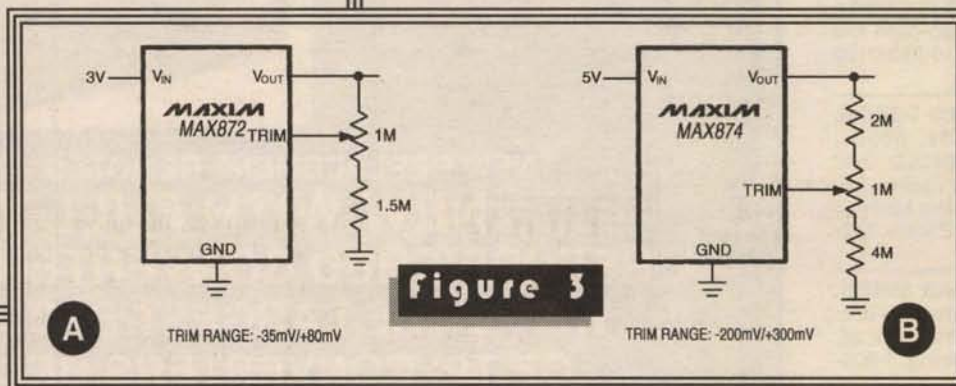 3V
VIN
VOUT
MAXIM
MAX872
TRIM
1M
1.5M
GND
A
TRIM RANGE: -35mV/+80mV
Figure 3
5V
VIN
VOUT
MAXIM
MAX874
TRIM
2M
1M
4M
GND
TRIM RANGE: -200mV/+300mV
B